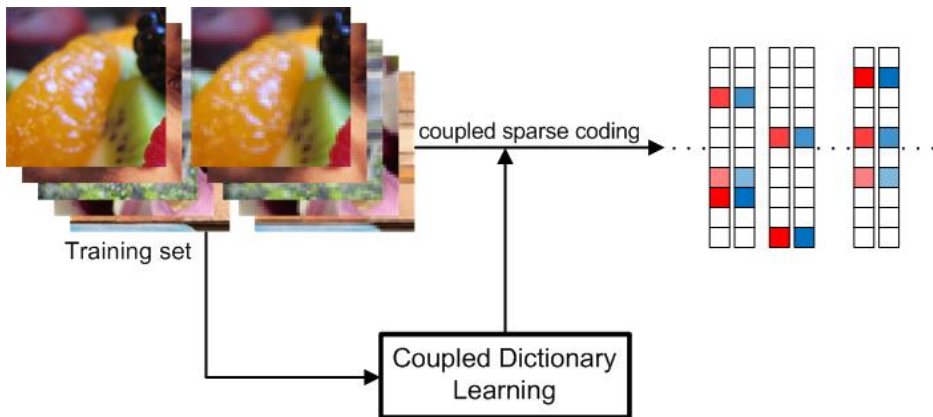 coupled sparse coding
Training set
Coupled Dictionary
Learning